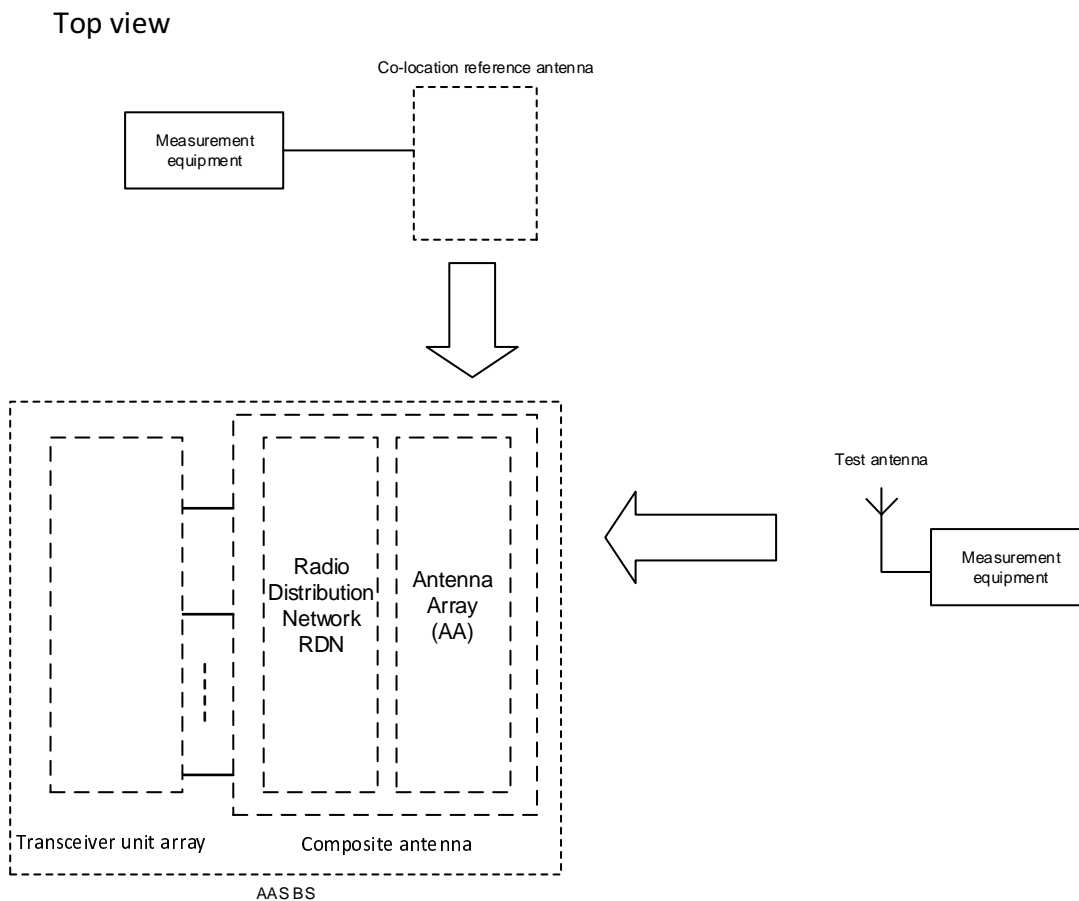 Top view
Co-location reference antenna
Measurement
equipment
Test antenna
Measurement
equipment
Radio
Distribution
Network
RDN
Antenna
Array
(AA)
Transceiver unit array
Composite antenna
AAS BS